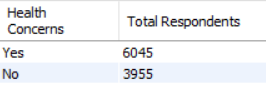 Health Concerns Total Respondents
Yes 6045
No 3955